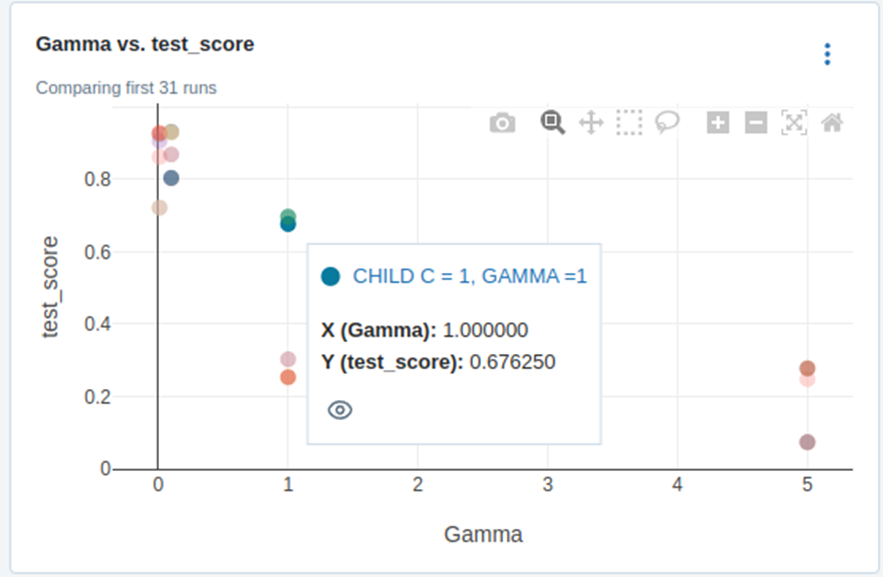 Gamma vs. test_score
Comparing first 31 runs
0.8
0.6
0.4
0.2
0
test_score
CHILD C = 1, GAMMA =1
X (Gamma): 1.000000
Y (test_score): 0.676250
0 1 2 3 4 5
Gamma